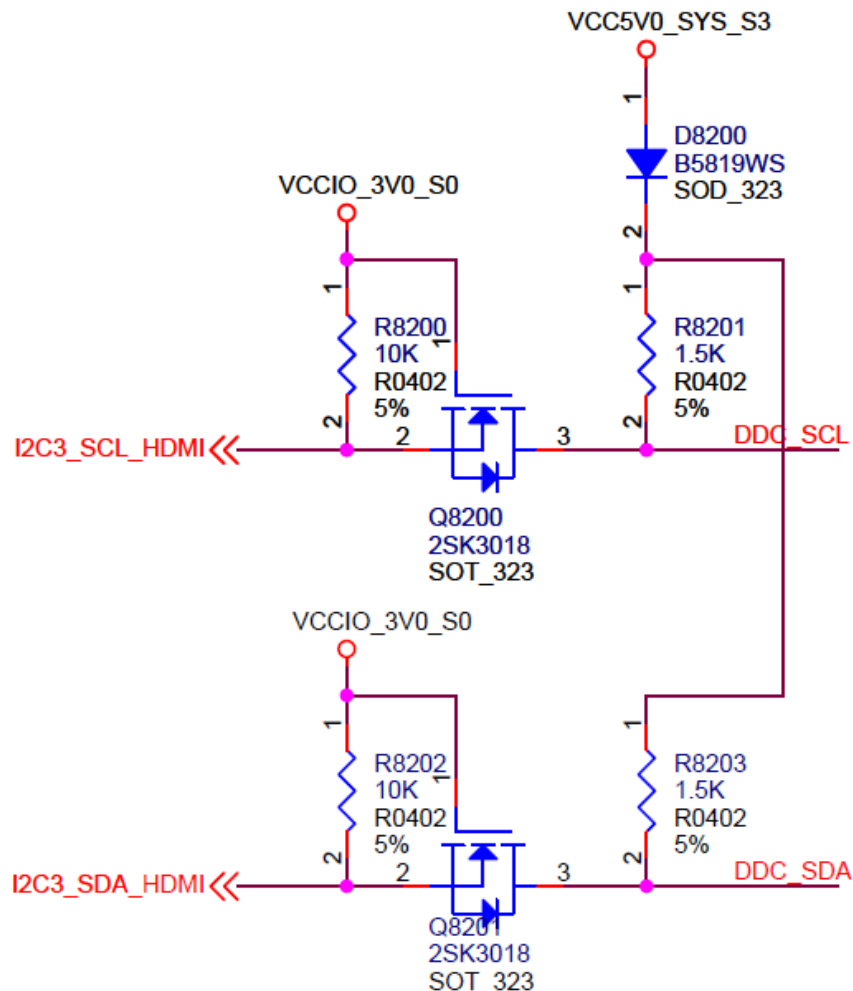 VCC5V0_SYS_S3
1
D8200
B5819WS
SOD_323
2
VCCIO_3V0_S0
1
R8200
10K
R0402
5%
2
1
1
R8201
1.5K
R0402
5%
2
I2C3_SCL_HDMI
2
3
DDC_SCL
Q8200
2SK3018
SOT_323
VCCIO_3V0_S0
1
R8202
10K
R0402
5%
2
1
1
R8203
1.5K
R0402
5%
2
I2C3_SDA_HDMI
2
3
DDC_SDA
Q8201
2SK3018
SOT_323